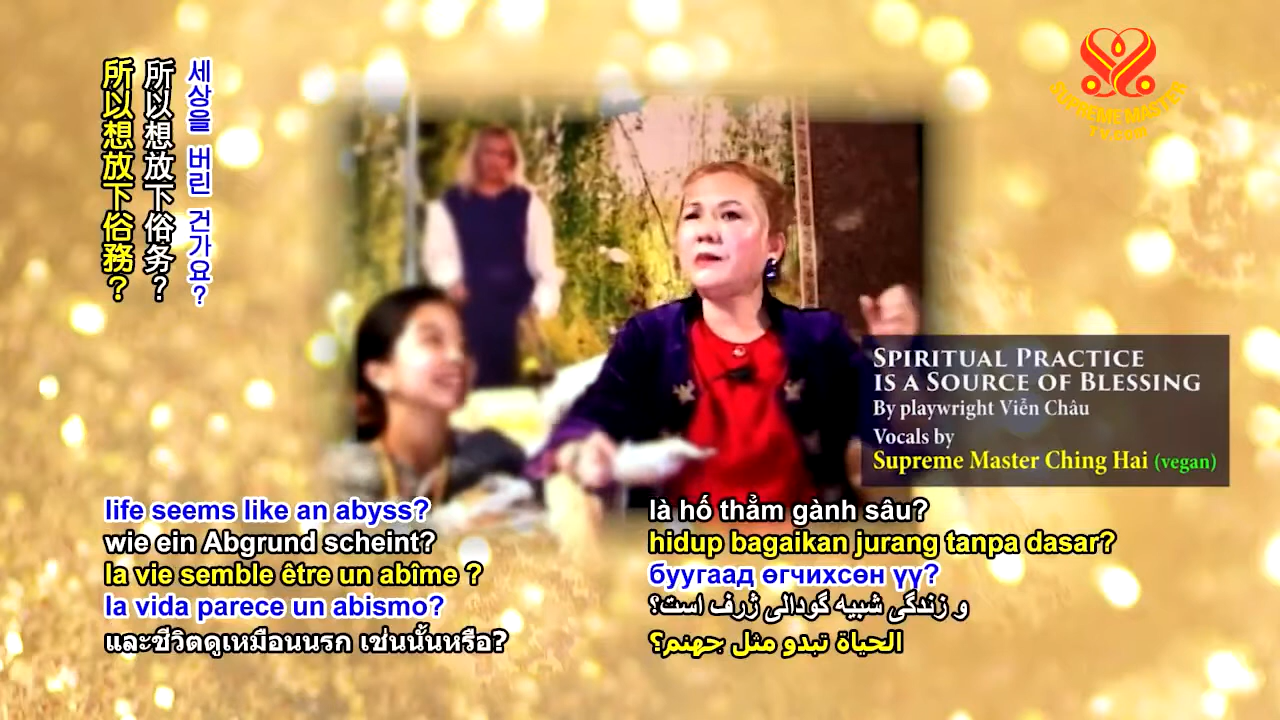 세상을 버린 건가요?
所以想放下俗务？
所以想放下俗務？
SUPREME MASTER
TV.com
SPIRITUAL PRACTICE
IS A SOURCE OF BLESSING
By playwright Viễn Châu
Vocals by
Supreme Master Ching Hai (vegan)
life seems like an abyss?
wie ein Abgrund scheint?
la vie semble être un abîme ?
la vida parece un abismo?
และชีวิตดูเหมือนนรก เช่นนั้นหรือ?
là hố thẳm gành sâu?
hidup bagaikan jurang tanpa dasar?
буугаад өгчихсөн үү?
و زندگی شبیه گودالی ژرف است؟
الحياة تبدو مثل جهنم؟